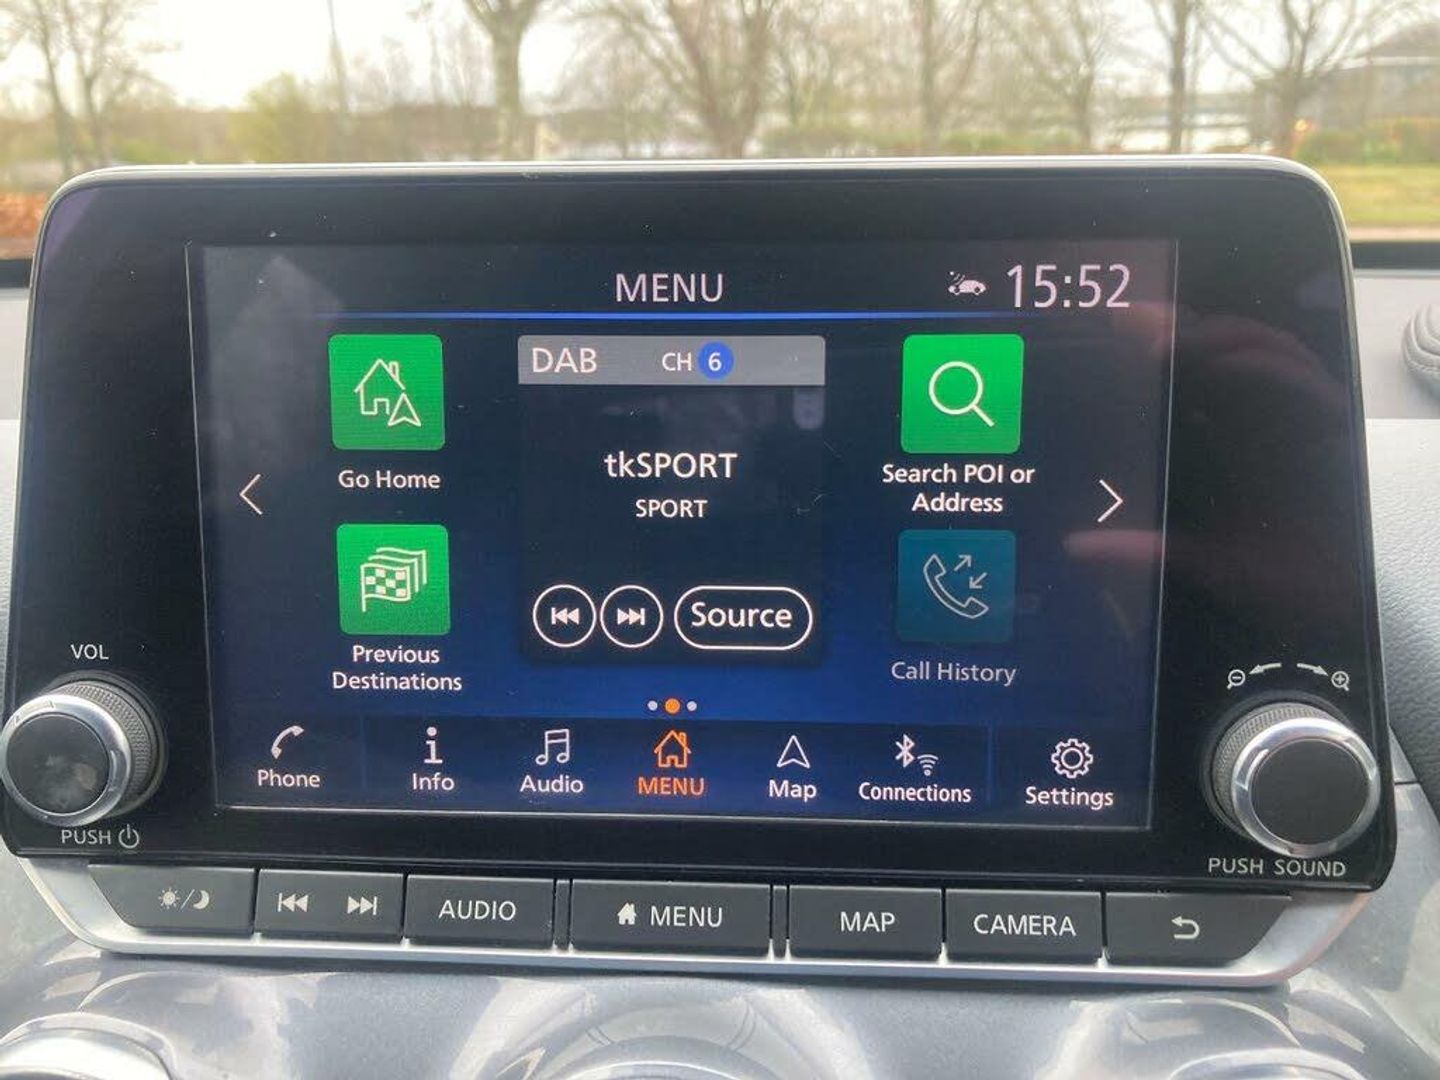 MENU
15:52
DAB CH 6
Go Home
tkSPORT
SPORT
Search POI or
Address
Previous
Destinations
Source
Call History
Phone
Info
Audio
MENU
Map
Connections
Settings
VOL
PUSH
PUSH SOUND
AUDIO
MENU
MAP
CAMERA